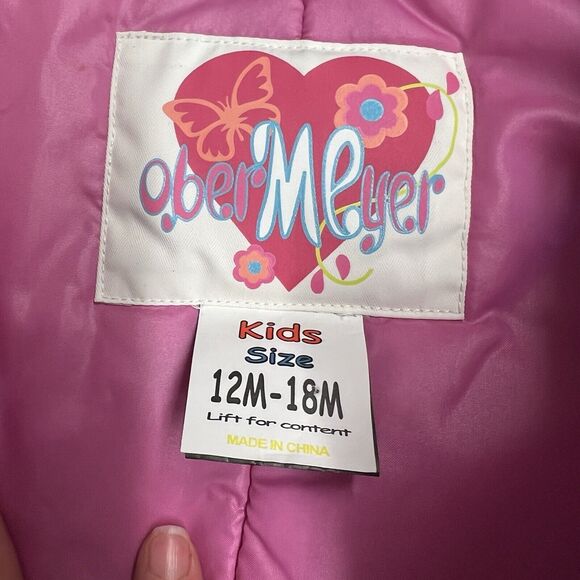 oberMeyer
Kids
Size
12M-18M
Lift for content
MADE IN CHINA